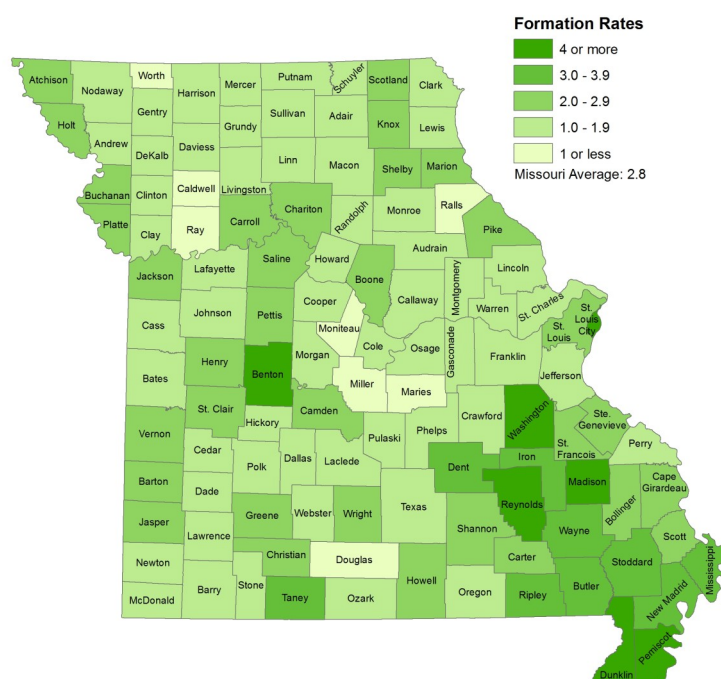 Formation Rates
4 or more
3.0 - 3.9
2.0 - 2.9
1.0 - 1.9
1 or less
Missouri Average: 2.8
Atchison
Nodaway
Worth
Harrison
Mercer
Putnam
Schuyler
Scotland
Clark
Holt
Gentry
Grundy
Sullivan
Adair
Knox
Lewis
Andrew
DeKalb
Daviess
Linn
Macon
Shelby
Marion
Buchanan
Clinton
Caldwell
Livingston
Chariton
Randolph
Monroe
Ralls
Platte
Clay
Ray
Carroll
Audrain
Pike
Jackson
Lafayette
Saline
Howard
Boone
Callaway
Montgomery
Lincoln
Warren
St. Charles
Cass
Johnson
Pettis
Cooper
Moniteau
Cole
Osage
Gasconade
Franklin
St.
Louis
St.
Louis
City
Bates
Henry
Benton
Morgan
Miller
Maries
Jefferson
Vernon
St. Clair
Hickory
Camden
Pulaski
Phelps
Crawford
Washington
Ste.
Genevieve
St.
Francois
Perry
Barton
Cedar
Polk
Dallas
Laclede
Dent
Iron
Madison
Cape
Girardeau
Bollinger
Jasper
Dade
Greene
Webster
Wright
Texas
Shannon
Reynolds
Wayne
Scott
Mississippi
Newton
Lawrence
Christian
Douglas
Howell
Carter
Stoddard
McDonald
Barry
Stone
Taney
Ozark
Oregon
Ripley
Butler
New Madrid
Pemiscot
Dunklin